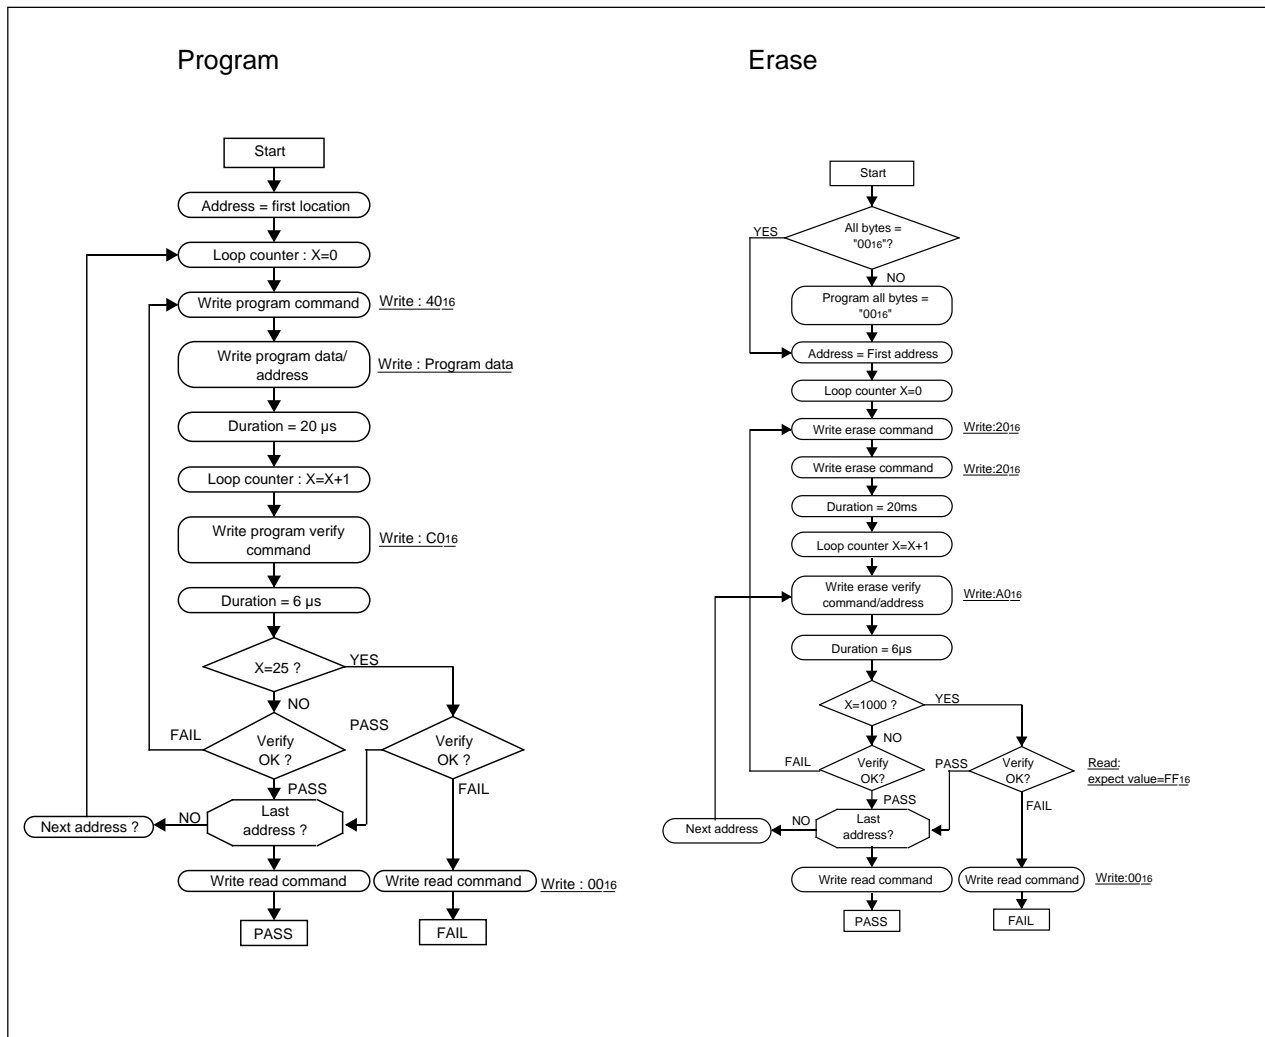 Program
Start
Address = first location
Loop counter : X=0
Write program command
Write : 4016
Write program data/
address
Write : Program data
Duration = 20 µs
Loop counter : X=X+1
Write program verify
command
Write : C016
Duration = 6 µs
X=25 ?
YES
NO
FAIL
Verify
OK ?
PASS
PASS
Verify
OK ?
FAIL
Last
address ?
NO
Next address ?
Write read command
Write read command
Write : 0016
PASS
FAIL
Erase
Start
YES
All bytes =
"0016"?
NO
Program all bytes =
"0016"
Address = First address
Loop counter X=0
Write erase command
Write:2016
Write erase command
Write:2016
Duration = 20ms
Loop counter X=X+1
Write erase verify
command/address
Write:A016
Duration = 6µs
X=1000 ?
YES
NO
FAIL
Verify
OK?
PASS
PASS
Verify
OK?
Read:
expect value=FF16
FAIL
Last
address?
NO
Next address
Write read command
Write read command
Write:0016
PASS
FAIL